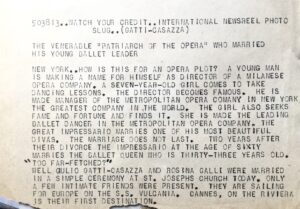 503813..WATCH YOUR CREDIT..INTERNATIONAL NEWSREEL PHOTO
SLUG..(GATTI-CASAZZA)
THE VENERABLE "PATRIARCH OF THE OPERA" WHO MARRIED
HIS YOUNG BALLET LEADER
NEW YORK..HOW IS THIS FOR AN OPERA PLOT? A YOUNG MAN
IS MAKING A NAME FOR HIMSELF AS DIRECTOR OF A MILANESE
OPERA COMPANY. A SEVEN-YEAR-OLD GIRL COMES TO TAKE
DANCING LESSONS. THE DIRECTOR BECOMES FAMOUS. HE IS
MADE MANAGER OF THE METROPOLITAN OPERA COMANY IN NEW YORK
THE GREATEST COMPANY IN THE WORLD. THE GIRL ALSO SEEKS
FAME AND FORTUNE AND FINDS IT. SHE IS MADE THE LEADING
BALLET DANCER IN THE METROPOLITAN OPERA COMPANY. THE
GREAT IMPRESSARIO MARRIES ONE OF HIS MOST BEAUTIFUL
DIVAS. THE MARRIAGE DOES NOT LAST. TWO YEARS AFTER
THEIR DIVORCE THE IMPRESSARIO AT THE AGE OF SIXTY
MARRIES THE BALLET QUEEN WHO IS THIRTY-THREE YEARS OLD.
TOO FAR-FETCHED?
WELL GULIO GATTI-CASAZZA AND ROSINA GALLI WERE MARRIED
IN A SIMPLE CEREMONY AT ST JOSEPHS CHURCH TODAY. ONLY
A FEW INTIMATE FRIENDS WERE PRESENT. THEY ARE SAILING
FOR EUROPE ON THE S.S. VULCANIA. CANNES, ON THE RIVIERA
IS THEIR FIRST DESTINATION.